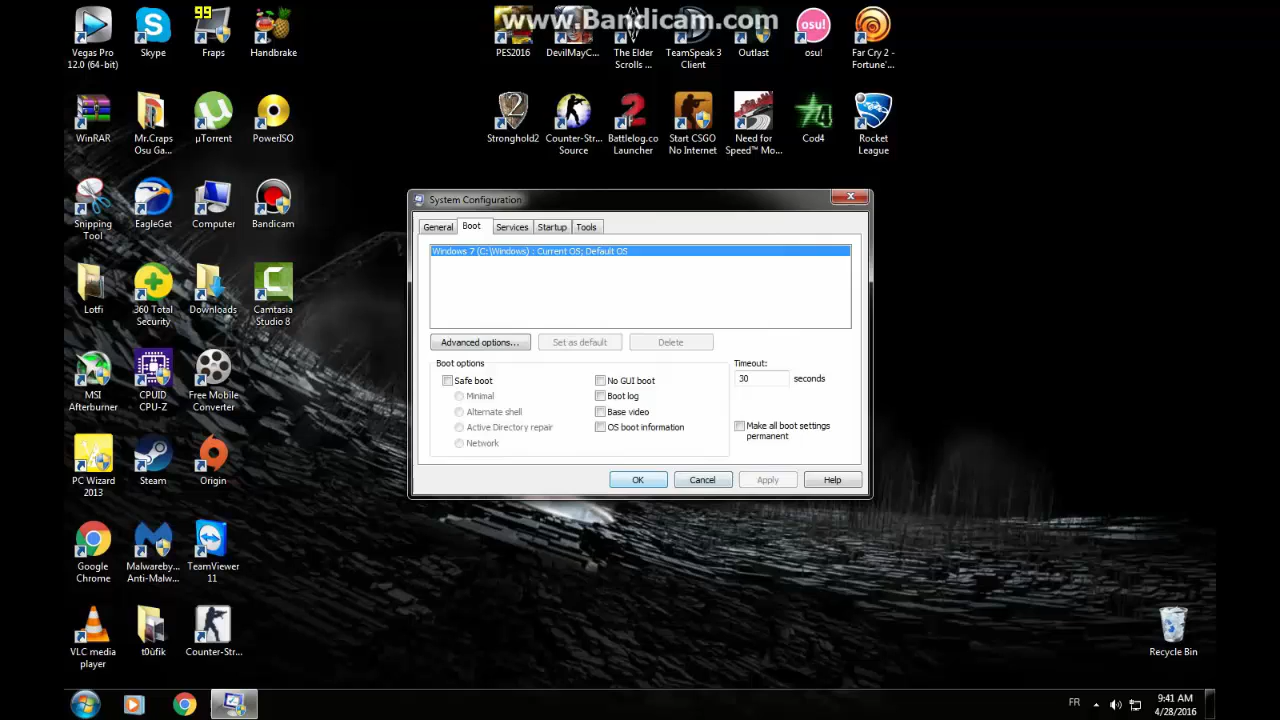 www.Bandicam.com
99
Vegas Pro
12.0 (64-bit)
Skype
Fraps
Handbrake
PES2016
DevilMayC...
The Elder
Scrolls ...
TeamSpeak 3
Client
Outlast
osu!
osu!
Far Cry 2 -
Fortune'...
WinRAR
Mr.Craps
Osu Ga...
µTorrent
PowerISO
Stronghold2
Counter-Str...
Source
Battlelog.co
Launcher
Start CSGO
No Internet
Need for
Speed™ Mo...
Cod4
Rocket
League
Snipping
Tool
EagleGet
Computer
Bandicam
System Configuration
General
Boot
Services
Startup
Tools
Windows 7 (C:\Windows) : Current OS; Default OS
Lotfi
360 Total
Security
Downloads
Camtasia
Studio 8
Advanced options...
Set as default
Delete
Boot options
Timeout:
Safe boot
No GUI boot
30
seconds
Minimal
Boot log
Alternate shell
Base video
Active Directory repair
OS boot information
Make all boot settings
permanent
Network
MSI
Afterburner
CPUID
CPU-Z
Free Mobile
Converter
OK
Cancel
Apply
Help
PC Wizard
2013
Steam
Origin
Google
Chrome
Malwareby...
Anti-Malw...
TeamViewer
11
VLC media
player
t0ùfik
Counter-Str...
Recycle Bin
FR
9:41 AM
4/28/2016